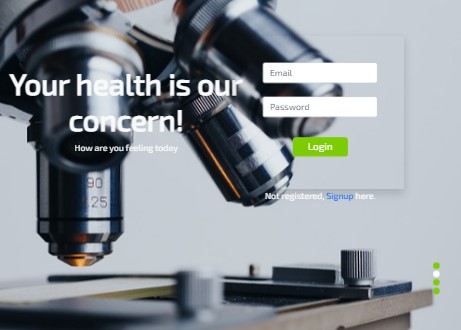 Your health is our
concern!
How are you feeling today
Email
Password
Login
Not registered, Signup here.
90
25